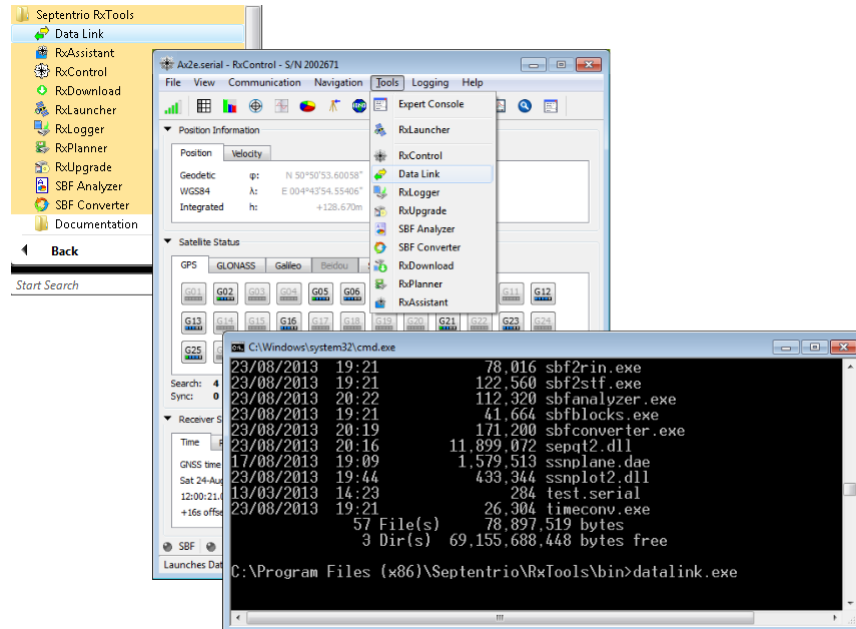 Septentrio RxTools
Data Link
RxAssistant
RxControl
RxDownload
RxLauncher
RxLogger
RxPlanner
RxUpgrade
SBF Analyzer
SBF Converter
Documentation
Back
Start Search
Ax2e.serial - RxControl - S/N 2002671
File View Communication Navigation Tools Logging Help
Expert Console
RxLauncher
RxControl
Data Link
RxLogger
RxUpgrade
SBF Analyzer
SBF Converter
RxDownload
RxPlanner
RxAssistant
Position Information
Position Velocity
Geodetic φ: N 50°50'53.60058"
WGS84 λ: E 004°43'54.55406"
Integrated h: +128.670m
Satellite Status
GPS GLONASS Galileo Beidou
G01 G02 G03 G04 G05 G06 G11 G12
G13 G14 G15 G16 G17 G18 G19 G20 G21 G22 G23 G24
G25
Search: 4
Sync: 0
Receiver S
Time
GNSS time
Sat 24-Aug
12:00:21.0
+16s offse
SBF
Launches Dat
C:\Windows\system32\cmd.exe
23/08/2013 19:21 78,016 sbf2rin.exe
23/08/2013 19:21 122,560 sbf2stf.exe
23/08/2013 20:22 112,320 sbfanalyzer.exe
23/08/2013 19:21 41,664 sbfblocks.exe
23/08/2013 20:19 171,200 sbfconverter.exe
23/08/2013 20:16 11,899,072 sepqt2.dll
17/08/2013 19:09 1,579,513 ssnplane.dae
23/08/2013 19:44 433,344 ssnplot2.dll
13/03/2013 14:23 284 test.serial
23/08/2013 19:21 26,304 timeconv.exe
57 File(s) 78,897,519 bytes
3 Dir(s) 69,155,688,448 bytes free
C:\Program Files (x86)\Septentrio\RxTools\bin>datalink.exe